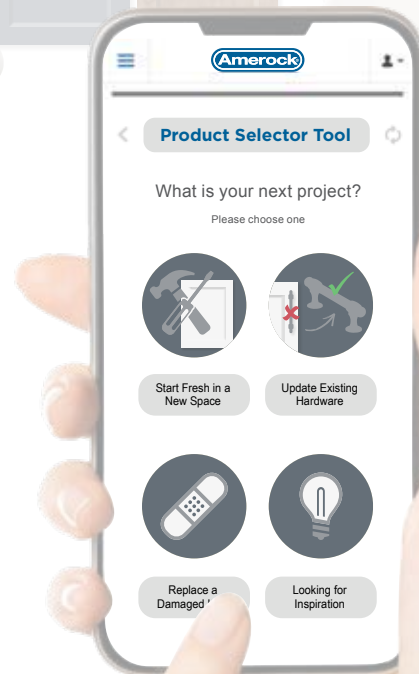 Amerock
Product Selector Tool
What is your next project?
Please choose one
Start Fresh in a
New Space
Update Existing
Hardware
Replace a
Damaged
Looking for
Inspiration